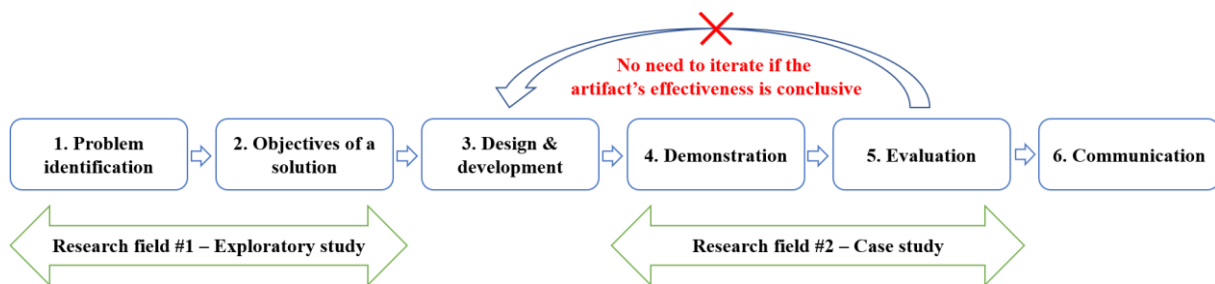 No need to iterate if the
artifact's effectiveness is conclusive
1. Problem
identification
2. Objectives of a
solution
3. Design &
development
4. Demonstration
5. Evaluation
6. Communication
Research field #1 – Exploratory study
Research field #2 – Case study